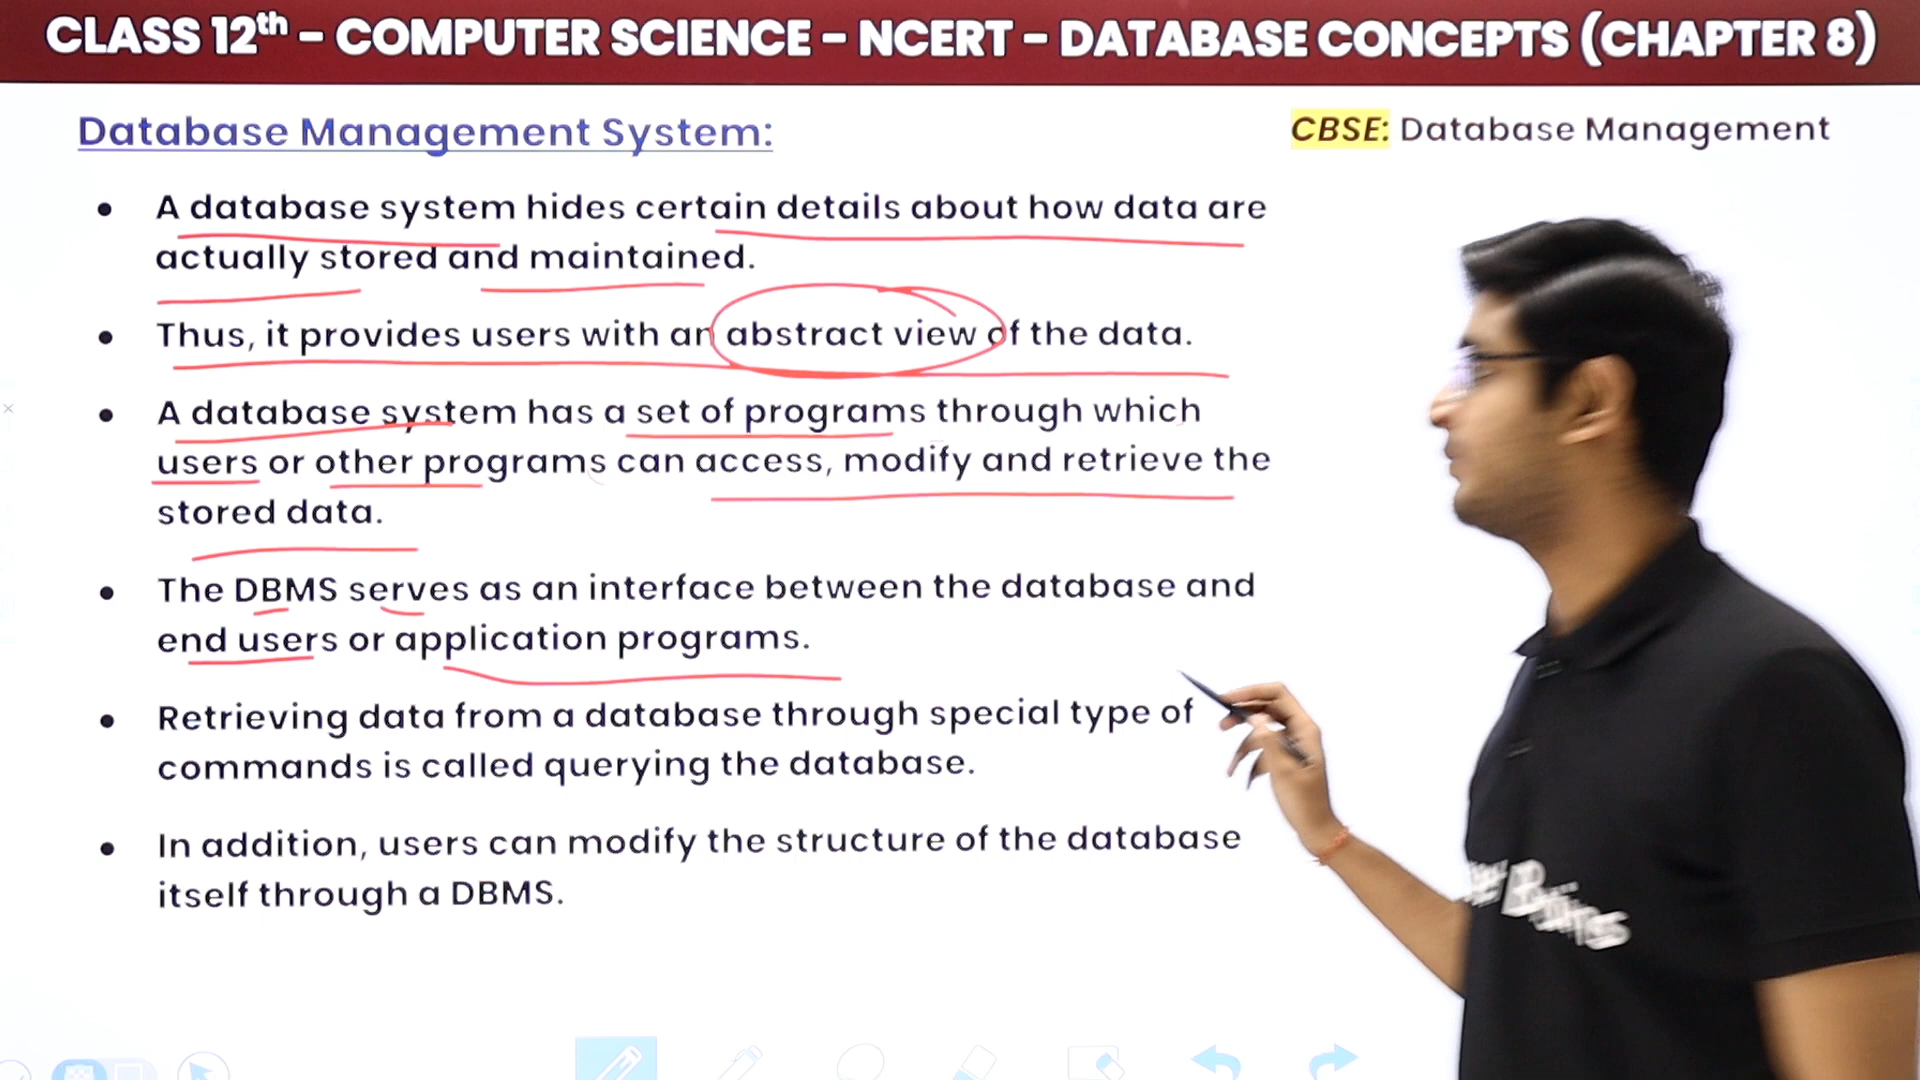 CLASS 12th – COMPUTER SCIENCE – NCERT – DATABASE CONCEPTS (CHAPTER 8)
Database Management System:
CBSE: Database Management
• A database system hides certain details about how data are
actually stored and maintained.
• Thus, it provides users with an abstract view of the data.
• A database system has a set of programs through which
users or other programs can access, modify and retrieve the
stored data.
• The DBMS serves as an interface between the database and
end users or application programs.
• Retrieving data from a database through special type of
commands is called querying the database.
• In addition, users can modify the structure of the database
itself through a DBMS.
Brains